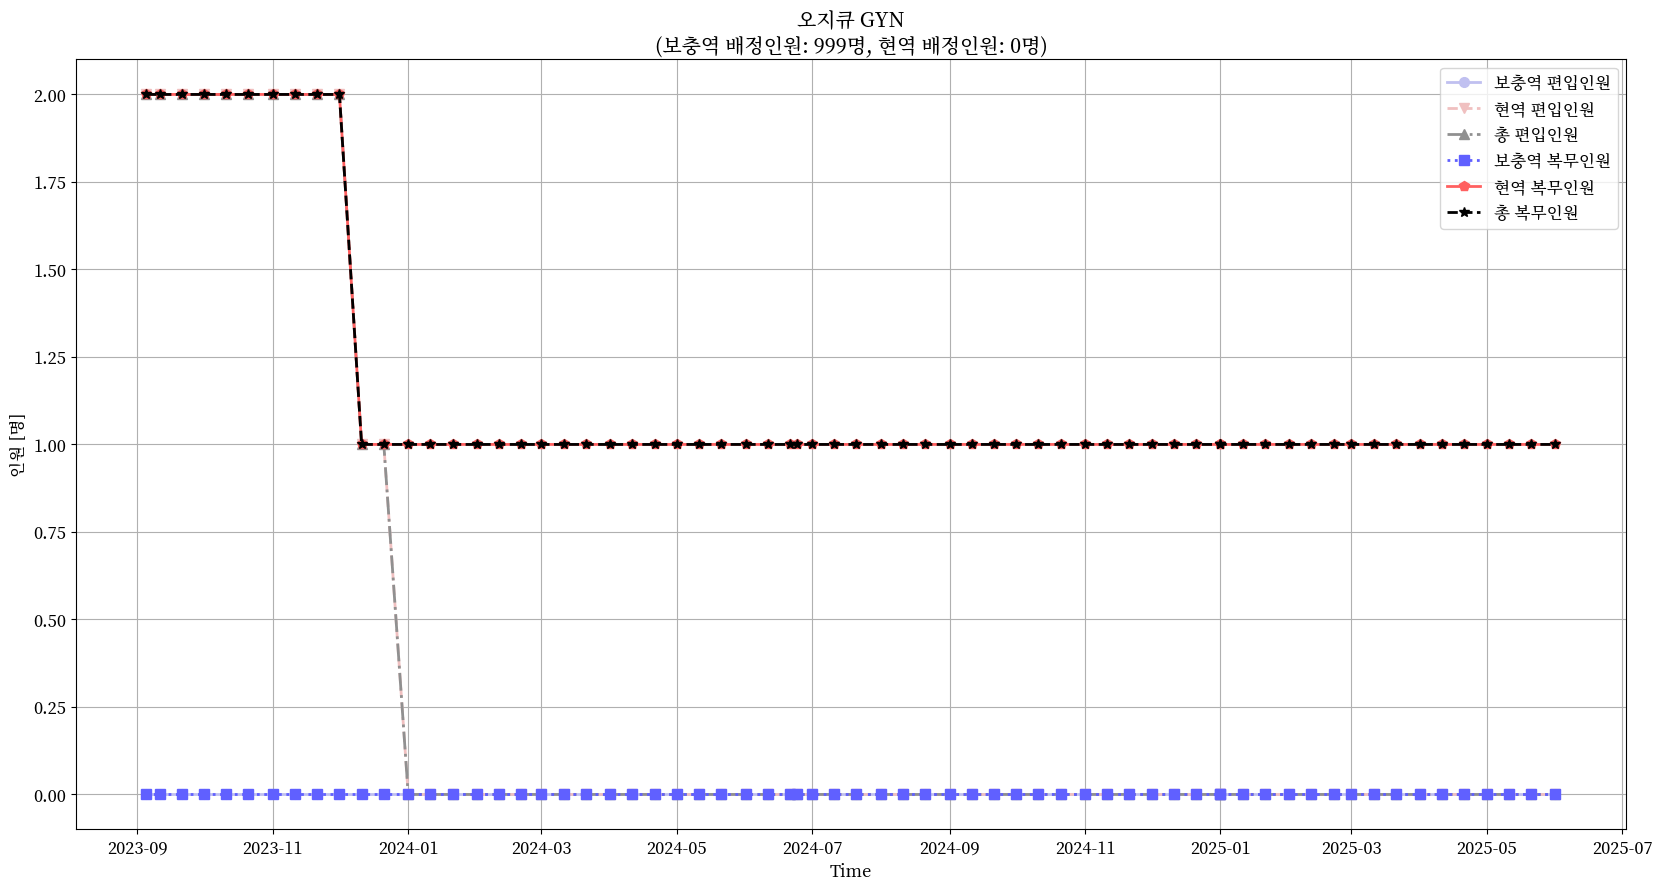 오지큐 GYN
(보충역 배정인원: 999명, 현역 배정인원: 0명)
보충역 편입인원
현역 편입인원
총 편입인원
보충역 복무인원
현역 복무인원
총 복무인원
인원 [명]
2.00
1.75
1.50
1.25
1.00
0.75
0.50
0.25
0.00
2023-09 2023-11 2024-01 2024-03 2024-05 2024-07 2024-09 2024-11 2025-01 2025-03 2025-05 2025-07
Time